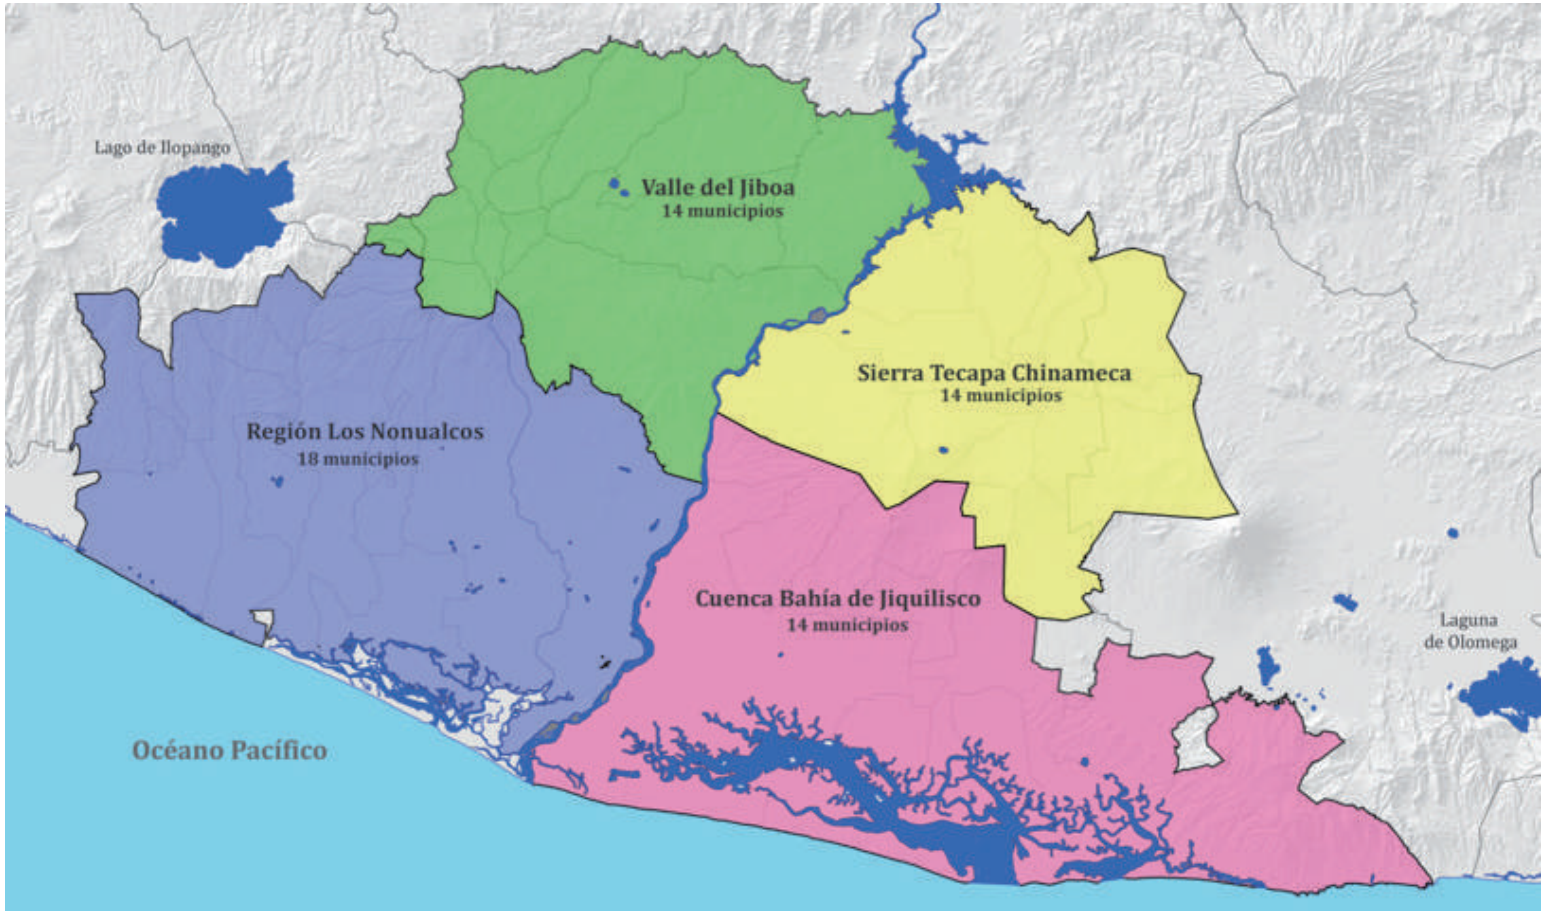 Lago de Ilopango
Valle del Jiboa
14 municipios
Sierra Tecapa Chinameca
14 municipios
Región Los Nonualcos
18 municipios
Cuenca Bahía de Jiquilisco
14 municipios
Laguna
de Olomega
Océano Pacífico